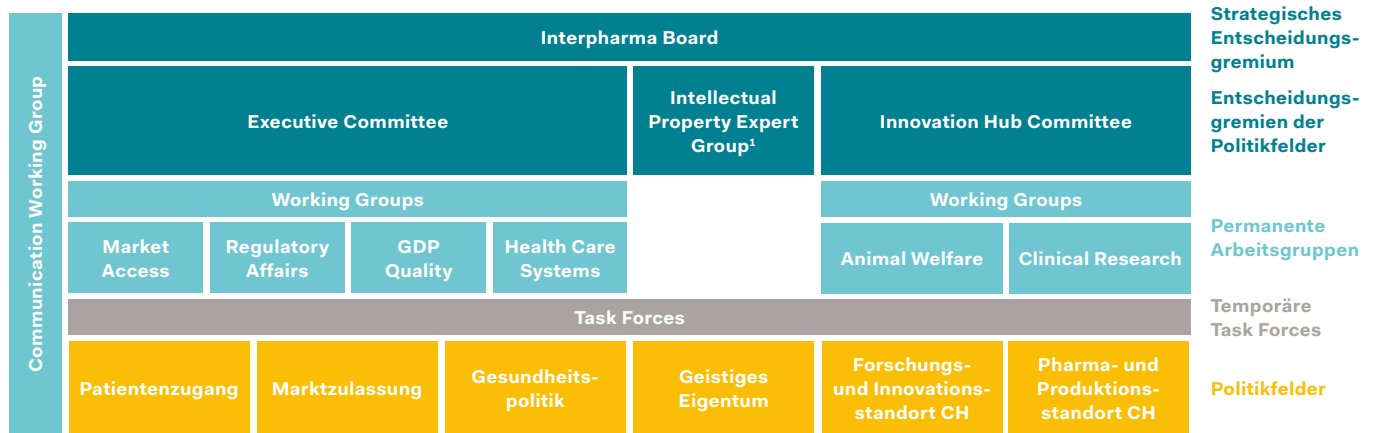 Communication Working Group
Interpharma Board
Strategisches
Entscheidungs-
gremium
Executive Committee
Intellectual
Property Expert
Group¹
Innovation Hub Committee
Entscheidungs-
gremien der
Politikfelder
Working Groups
Working Groups
Market
Access
Regulatory
Affairs
GDP
Quality
Health Care
Systems
Animal Welfare
Clinical Research
Permanente
Arbeitsgruppen
Task Forces
Temporäre
Task Forces
Patientenzugang
Marktzulassung
Gesundheits-
politik
Geistiges
Eigentum
Forschungs-
und Innovations-
standort CH
Pharma- und
Produktions-
standort CH
Politikfelder